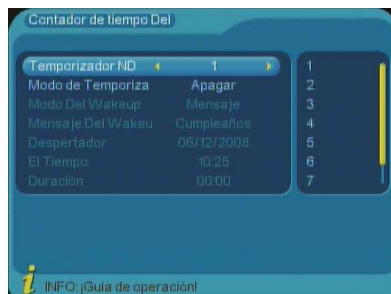 Contador de tiempo Del
Temporizador ND 1
Modo de Temporiza Apagar
Modo Del Wakeup Mensaje
Mensaje Del Wakeu Cumpleaños
Despertador 06/12/2008
El Tiempo 10:25
Duración 00:00
1
2
3
4
5
6
7
INFO: ¡Guia de operación!